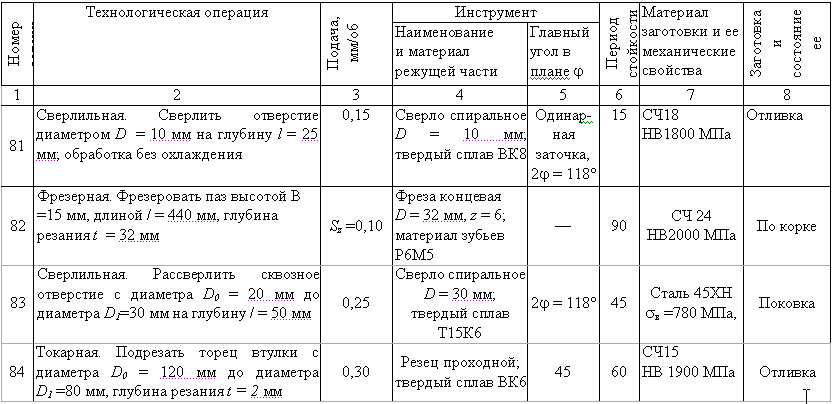 Номер
Технологическая операция
Подача,
мм/об
Инструмент
Наименование
и материал
режущей части
Главный
угол в
плане φ
Период
стойкости
Материал
заготовки и ее
механические
свойства
Заготовка
и
состояние
ее
1 2 3 4 5 6 7 8
81
Сверлильная. Сверлить отверстие
диаметром D = 10 мм на глубину l = 25
мм; обработка без охлаждения
0,15
Сверло спиральное
D = 10 мм;
твердый сплав ВК8
Одинар-
ная
заточка,
2φ = 118°
15
СЧ18
НВ1800 МПа
Отливка
82
Фрезерная. Фрезеровать паз высотой В
=15 мм, длиной l = 440 мм, глубина
резания t = 32 мм
Sz =0,10
Фреза концевая
D = 32 мм, z = 6;
материал зубьев
Р6М5
—
90
СЧ 24
НВ2000 МПа
По корке
83
Сверлильная. Рассверлить сквозное
отверстие с диаметра D0 = 20 мм до
диаметра D1=30 мм на глубину l = 50 мм
0,25
Сверло спиральное
D = 30 мм;
твердый сплав
Т15К6
2φ = 118°
45
Сталь 45ХН
σв =780 МПа,
Поковка
84
Токарная. Подрезать торец втулки с
диаметра D0 = 120 мм до диаметра
D1 =80 мм, глубина резания t = 2 мм
0,30
Резец проходной;
твердый сплав ВК6
45
60
СЧ15
НВ 1900 МПа
Отливка